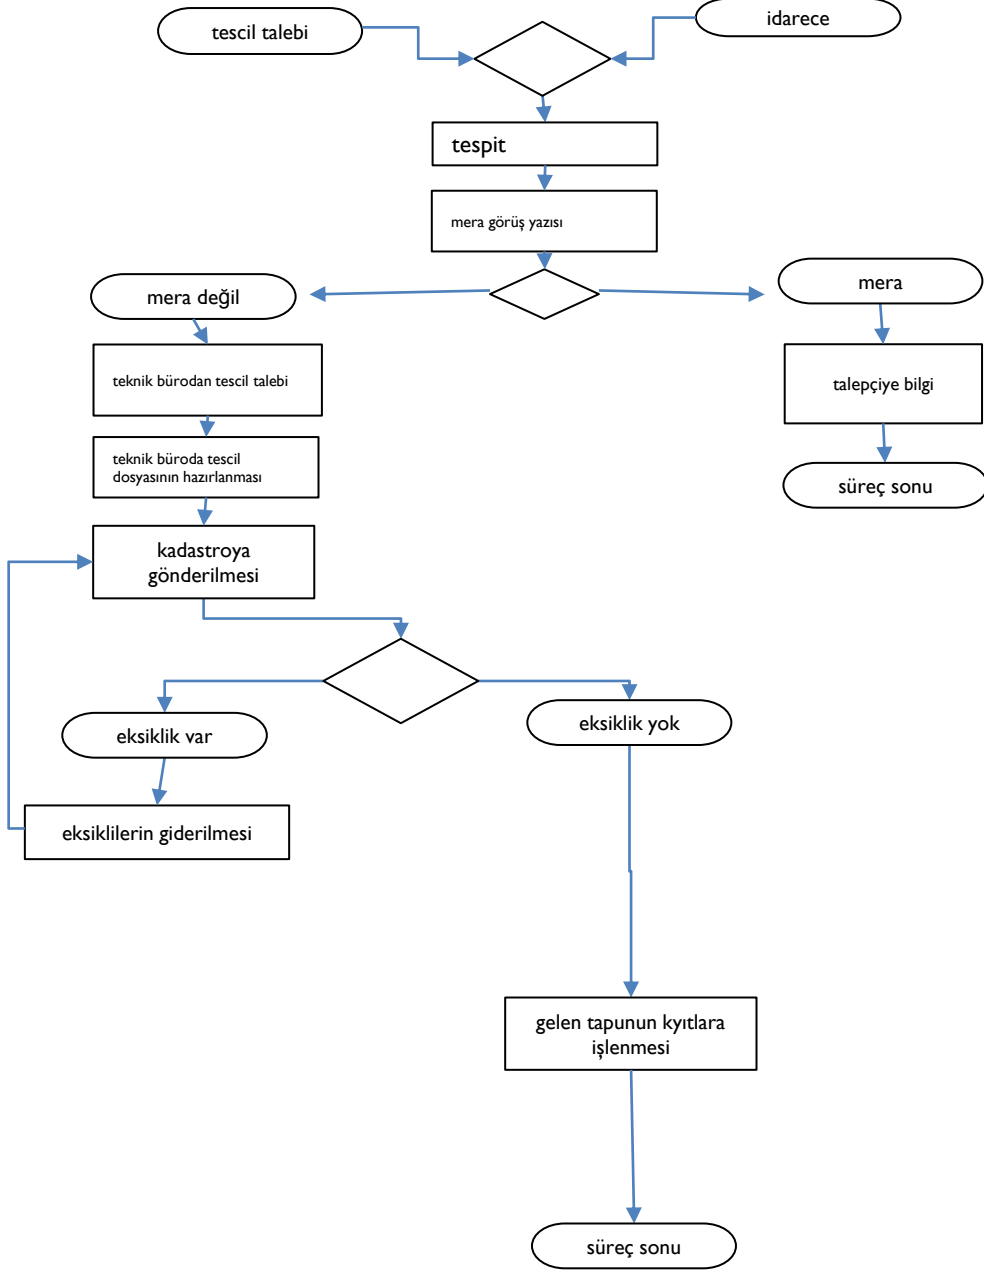 tescil talebi
idarece
tespit
mera görüş yazısı
mera değil
mera
teknik bürodan tescil talebi
talepçiye bilgi
teknik büroda tescil
dosyasının hazırlanması
süreç sonu
kadastroya
gönderilmesi
eksiklik var
eksiklik yok
eksiklilerin giderilmesi
gelen tapunun kyıtlara
işlenmesi
süreç sonu